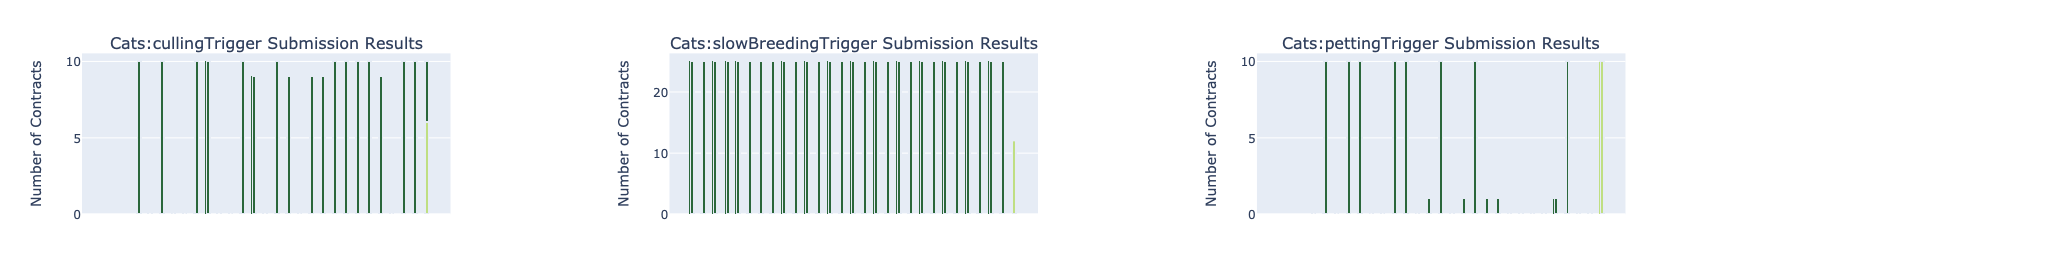 Cats:cullingTrigger Submission Results
Number of Contracts
10
5
0
Cats:slowBreedingTrigger Submission Results
Number of Contracts
20
10
0
Cats:pettingTrigger Submission Results
Number of Contracts
10
5
0